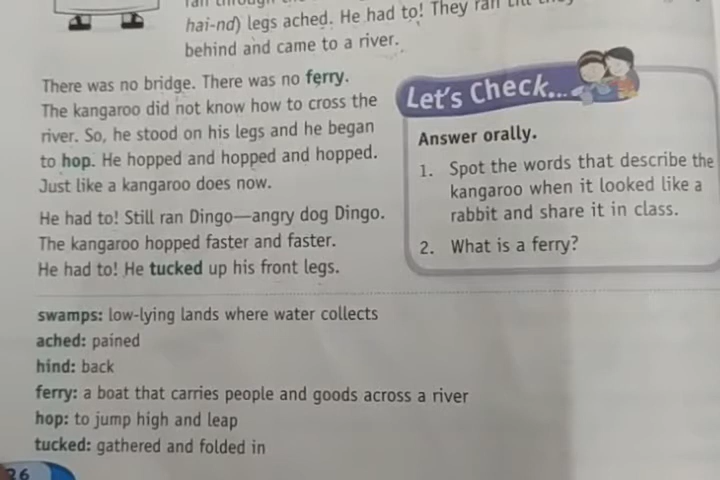 hai-nd) legs ached. He had to! They ran till they
behind and came to a river.
There was no bridge. There was no ferry.
The kangaroo did not know how to cross the
river. So, he stood on his legs and he began
to hop. He hopped and hopped and hopped.
Just like a kangaroo does now.
He had to! Still ran Dingo—angry dog Dingo.
The kangaroo hopped faster and faster.
He had to! He tucked up his front legs.
Let's Check...
Answer orally.
1. Spot the words that describe the
kangaroo when it looked like a
rabbit and share it in class.
2. What is a ferry?
swamps: low-lying lands where water collects
ached: pained
hind: back
ferry: a boat that carries people and goods across a river
hop: to jump high and leap
tucked: gathered and folded in
26